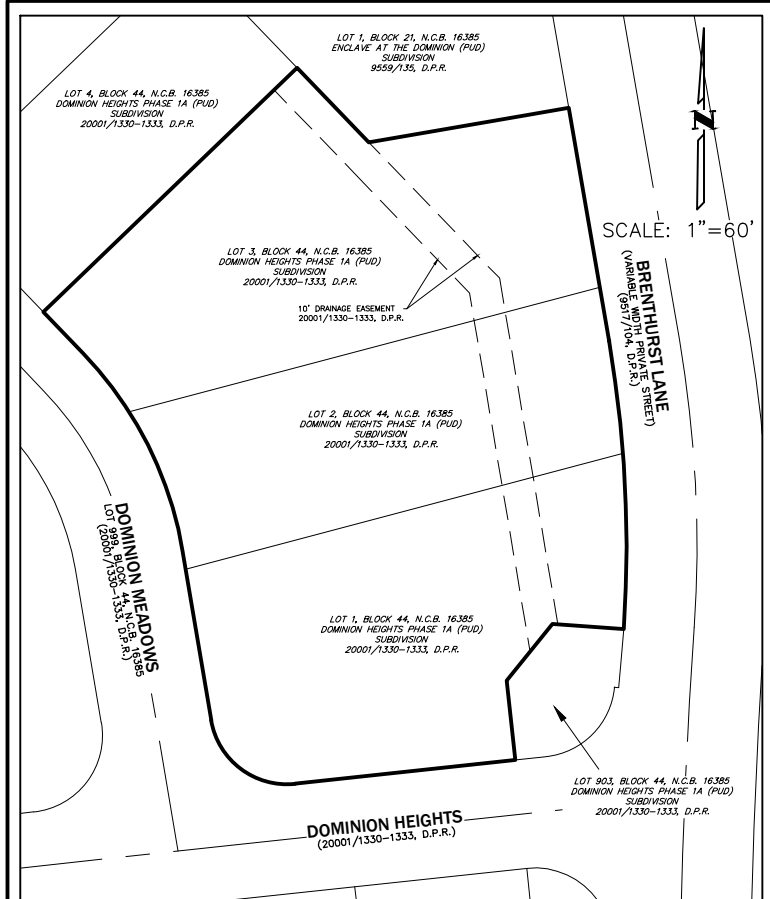 LOT 1, BLOCK 21, N.C.B. 16385
ENCLAVE AT THE DOMINION (PUD)
SUBDIVISION
9559/135, D.P.R.
LOT 4, BLOCK 44, N.C.B. 16385
DOMINION HEIGHTS PHASE 1A (PUD)
SUBDIVISION
20001/1330-1333, D.P.R.
N
SCALE: 1"=60'
LOT 3, BLOCK 44, N.C.B. 16385
DOMINION HEIGHTS PHASE 1A (PUD)
SUBDIVISION
20001/1330-1333, D.P.R.
10' DRAINAGE EASEMENT
20001/1330-1333, D.P.R.
BRENTHURST LANE
(VARIABLE WIDTH PRIVATE STREET)
(9517/104, D.P.R.)
LOT 2, BLOCK 44, N.C.B. 16385
DOMINION HEIGHTS PHASE 1A (PUD)
SUBDIVISION
20001/1330-1333, D.P.R.
DOMINION MEADOWS
LOT 999, BLOCK 44, N.C.B. 16385
(20001/1330-1333, D.P.R.)
LOT 1, BLOCK 44, N.C.B. 16385
DOMINION HEIGHTS PHASE 1A (PUD)
SUBDIVISION
20001/1330-1333, D.P.R.
LOT 903, BLOCK 44, N.C.B. 16385
DOMINION HEIGHTS PHASE 1A (PUD)
SUBDIVISION
20001/1330-1333, D.P.R.
DOMINION HEIGHTS
(20001/1330-1333, D.P.R.)